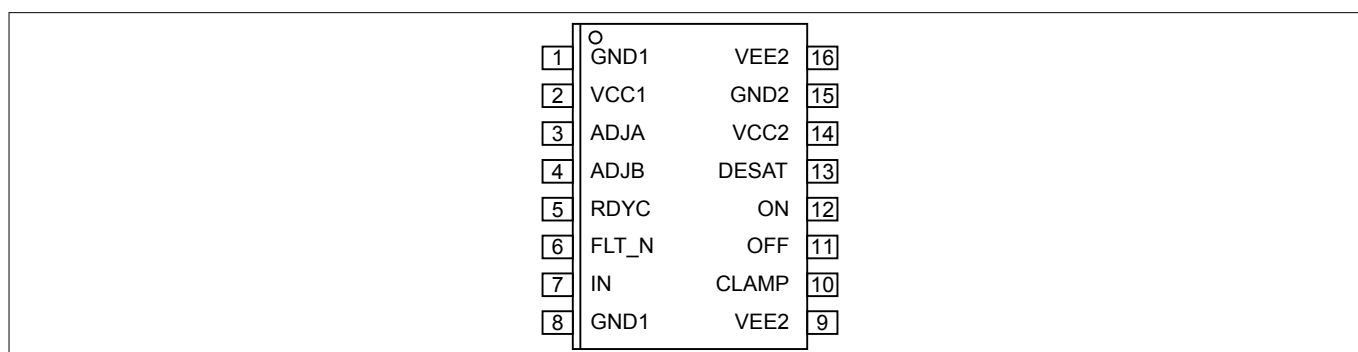 1 GND1 VEE2 16
2 VCC1 GND2 15
3 ADJA VCC2 14
4 ADJB DESAT 13
5 RDYC ON 12
6 FLT_N OFF 11
7 IN CLAMP 10
8 GND1 VEE2 9